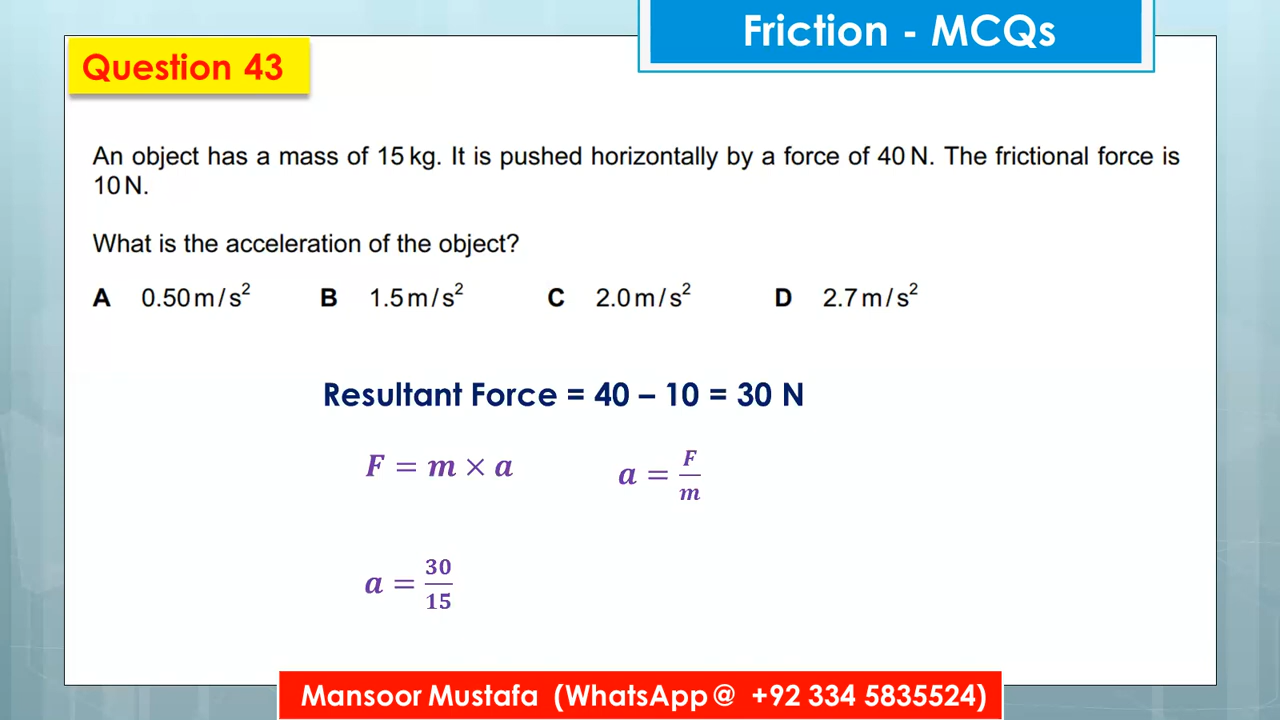 Friction - MCQs
Question 43
An object has a mass of 15 kg. It is pushed horizontally by a force of 40 N. The frictional force is
10 N.
What is the acceleration of the object?
A 0.50 m / s² B 1.5 m / s² C 2.0 m / s² D 2.7 m / s²
Resultant Force = 40 – 10 = 30 N
F = m × a a = F/m
a = 30/15
Mansoor Mustafa (WhatsApp@ +92 334 5835524)